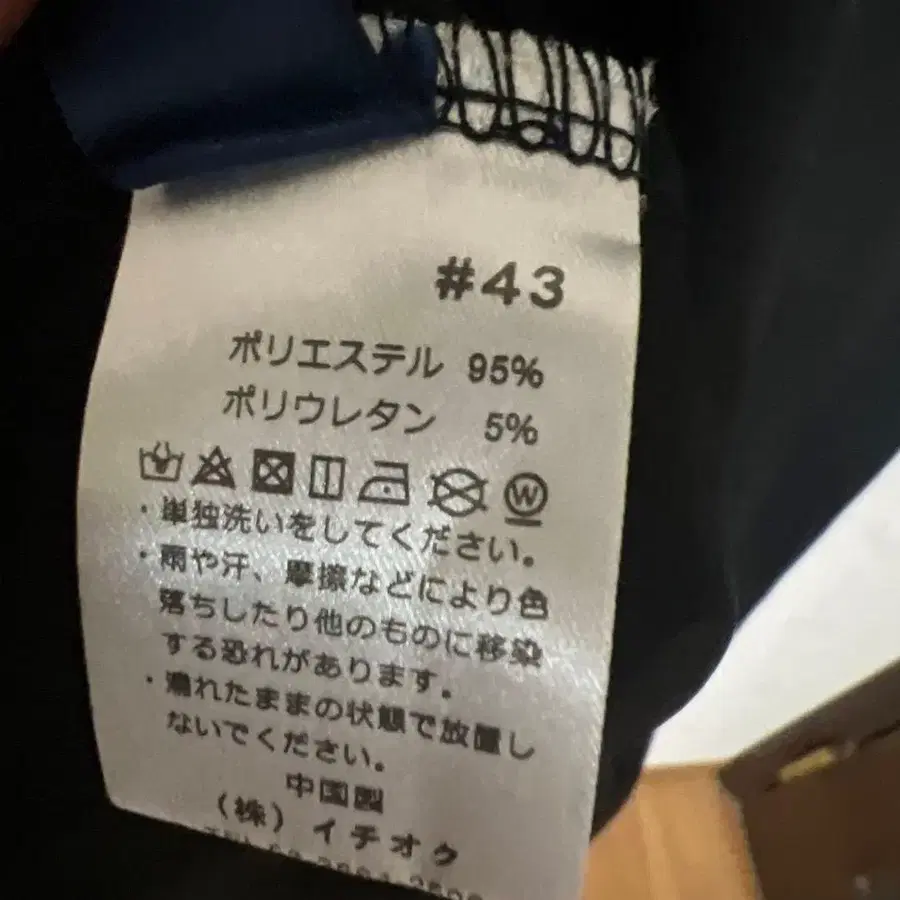 #43
ポリエステル 95%
ポリウレタン 5%
W
・単独洗いをしてください。
・雨や汗、摩擦などにより色
落ちしたり他のものに移染
する恐れがあります。
・濡れたままの状態で放置し
ないでください。
中国製
(株) イチオク